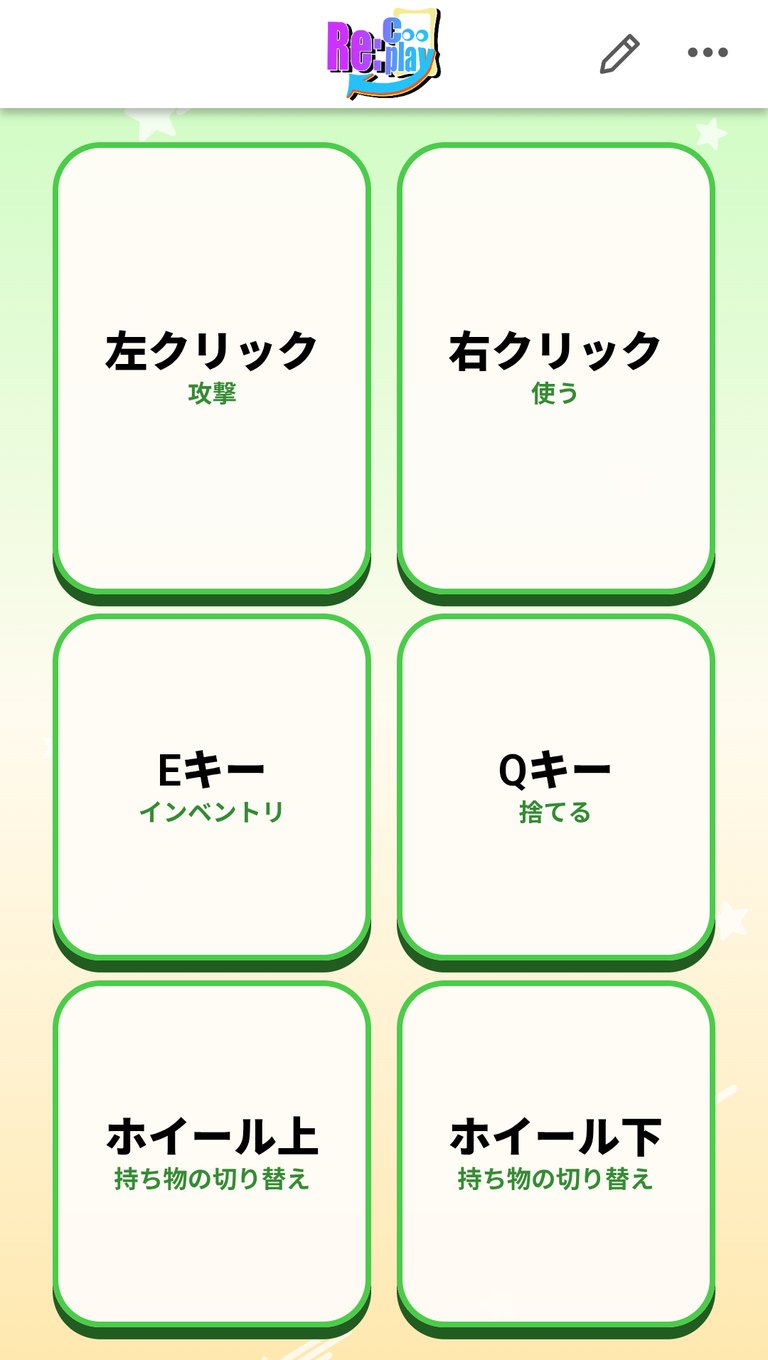 Re:Cooplay
左クリック
攻撃
右クリック
使う
Eキー
インベントリ
Qキー
捨てる
ホイール上
持ち物の切り替え
ホイール下
持ち物の切り替え